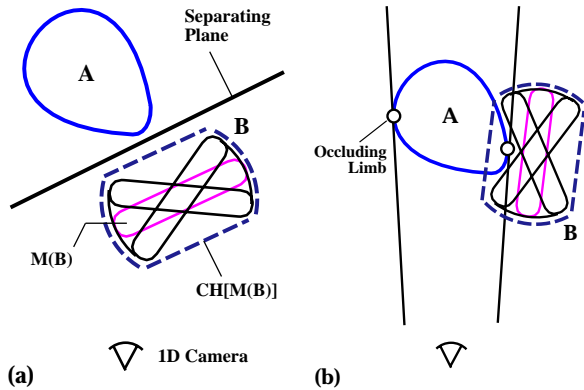 Separating
Plane
A
B
M(B)
CH[M(B)]
(a)
1D Camera
A
Occluding
Limb
B
(b)